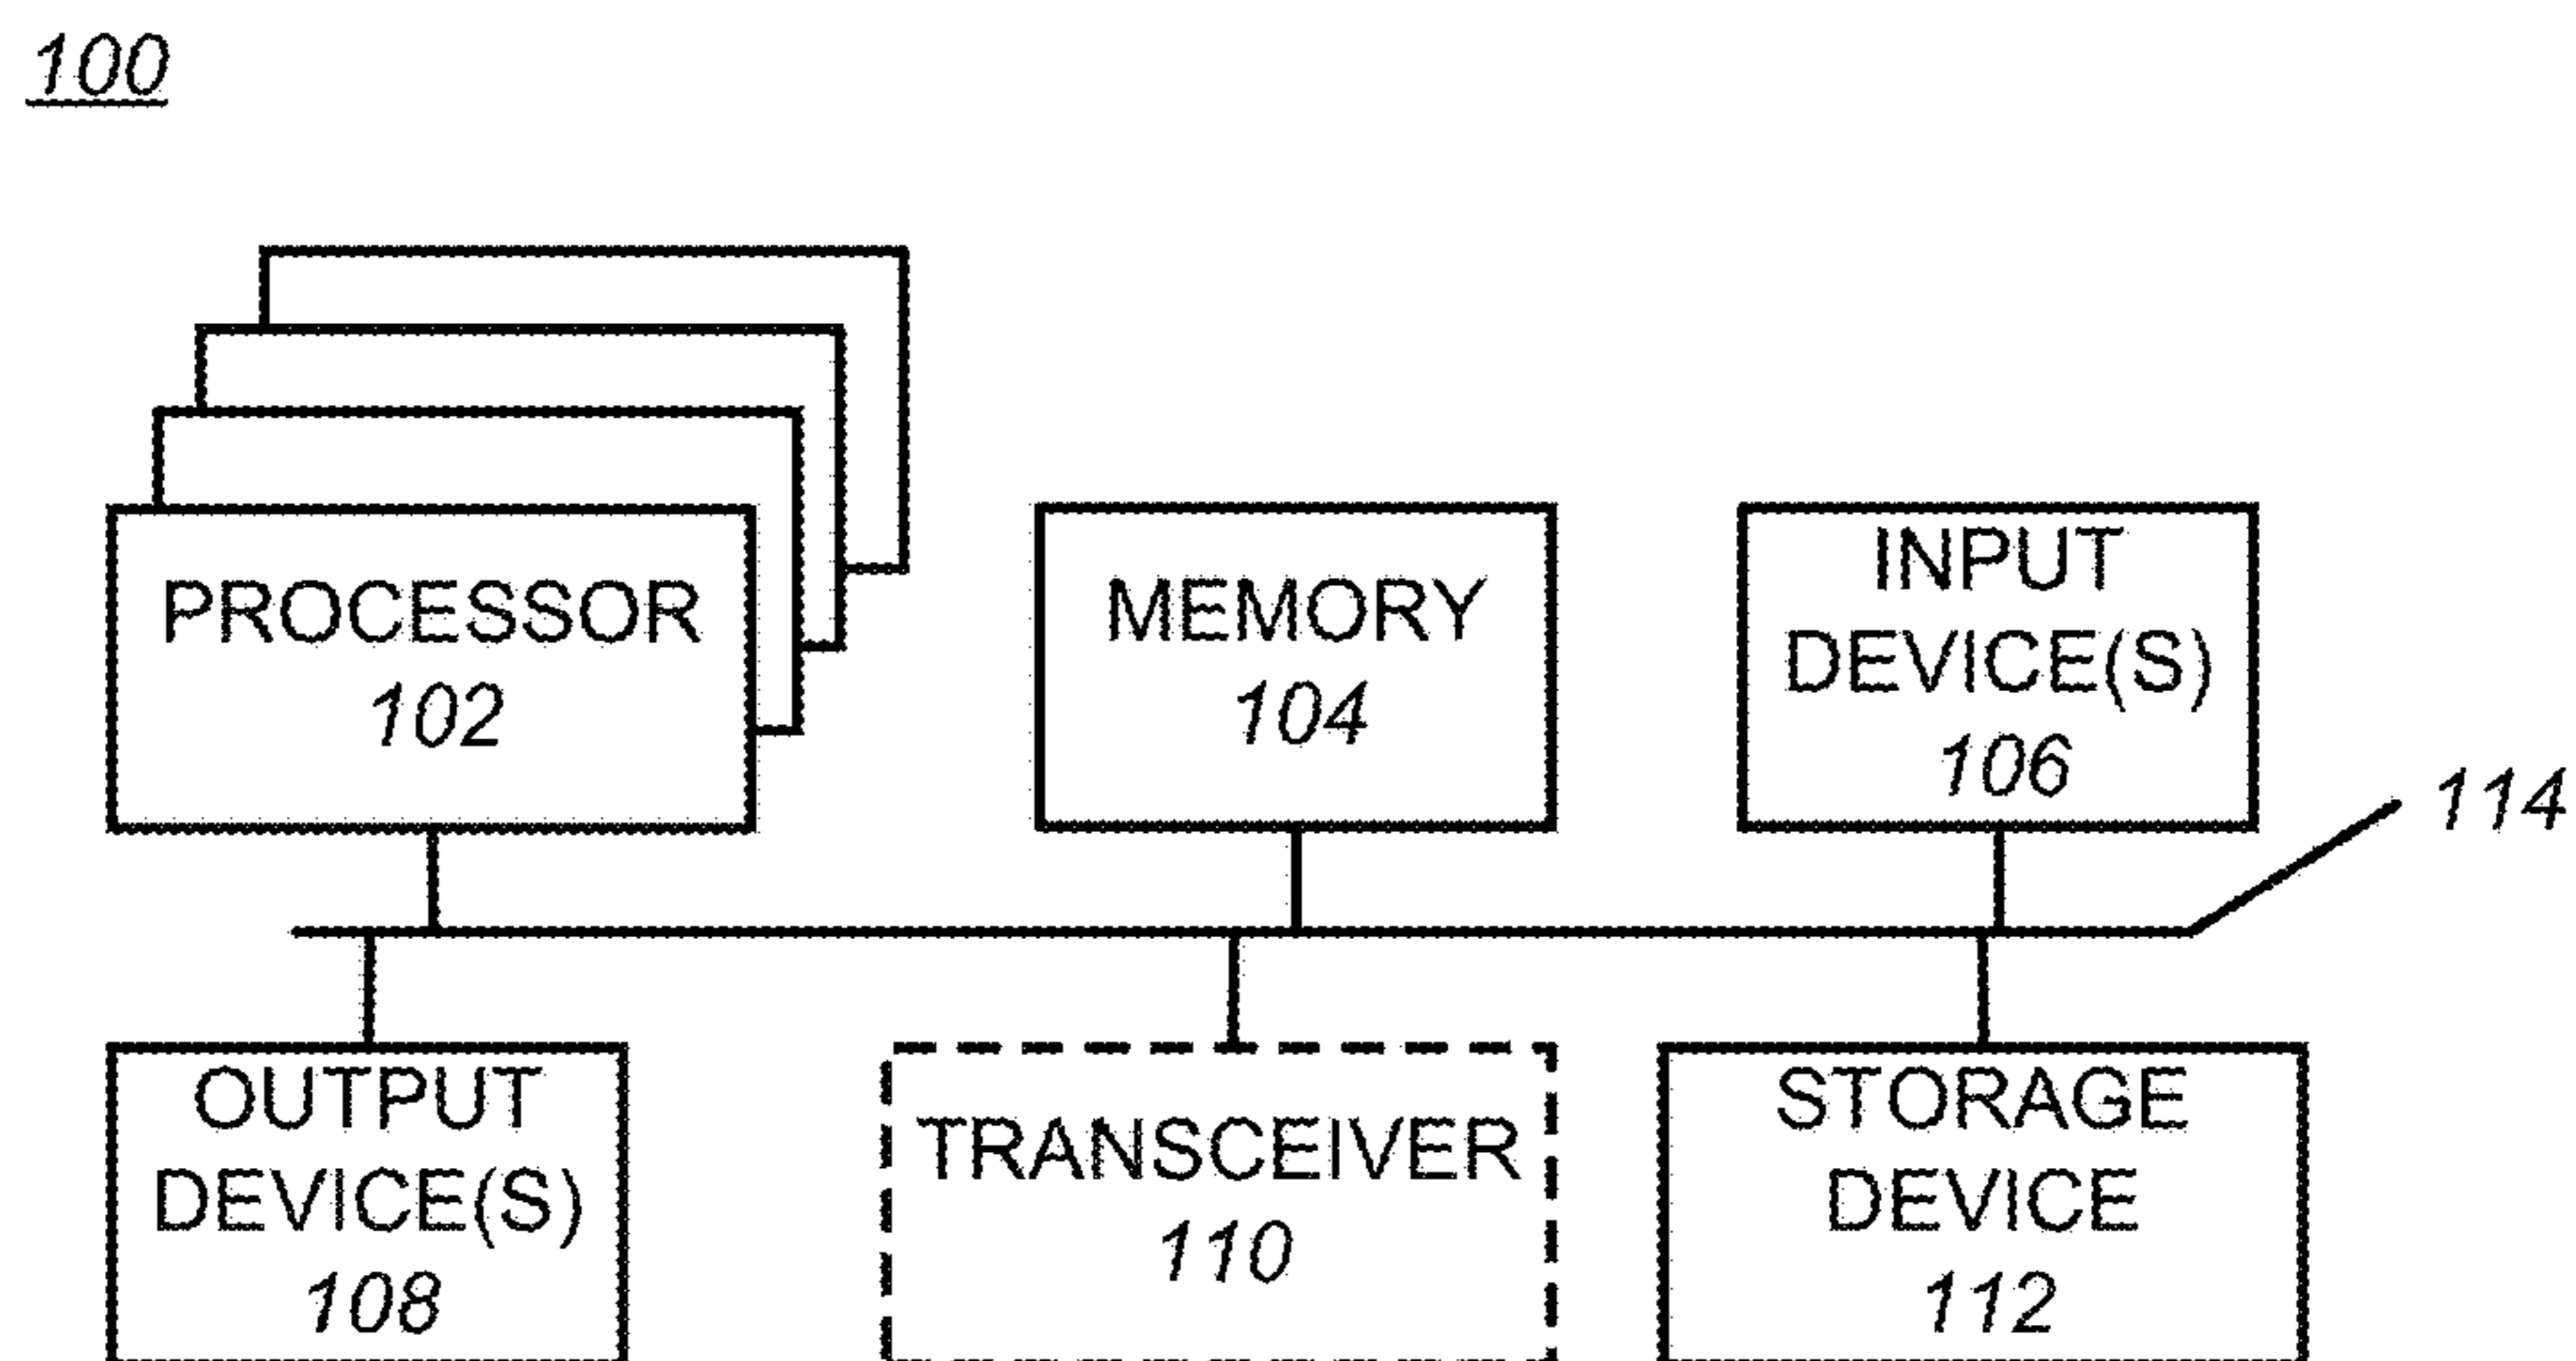 100
PROCESSOR
102
MEMORY
104
INPUT
DEVICE(S)
106
114
OUTPUT
DEVICE(S)
108
TRANSCEIVER
110
STORAGE
DEVICE
112